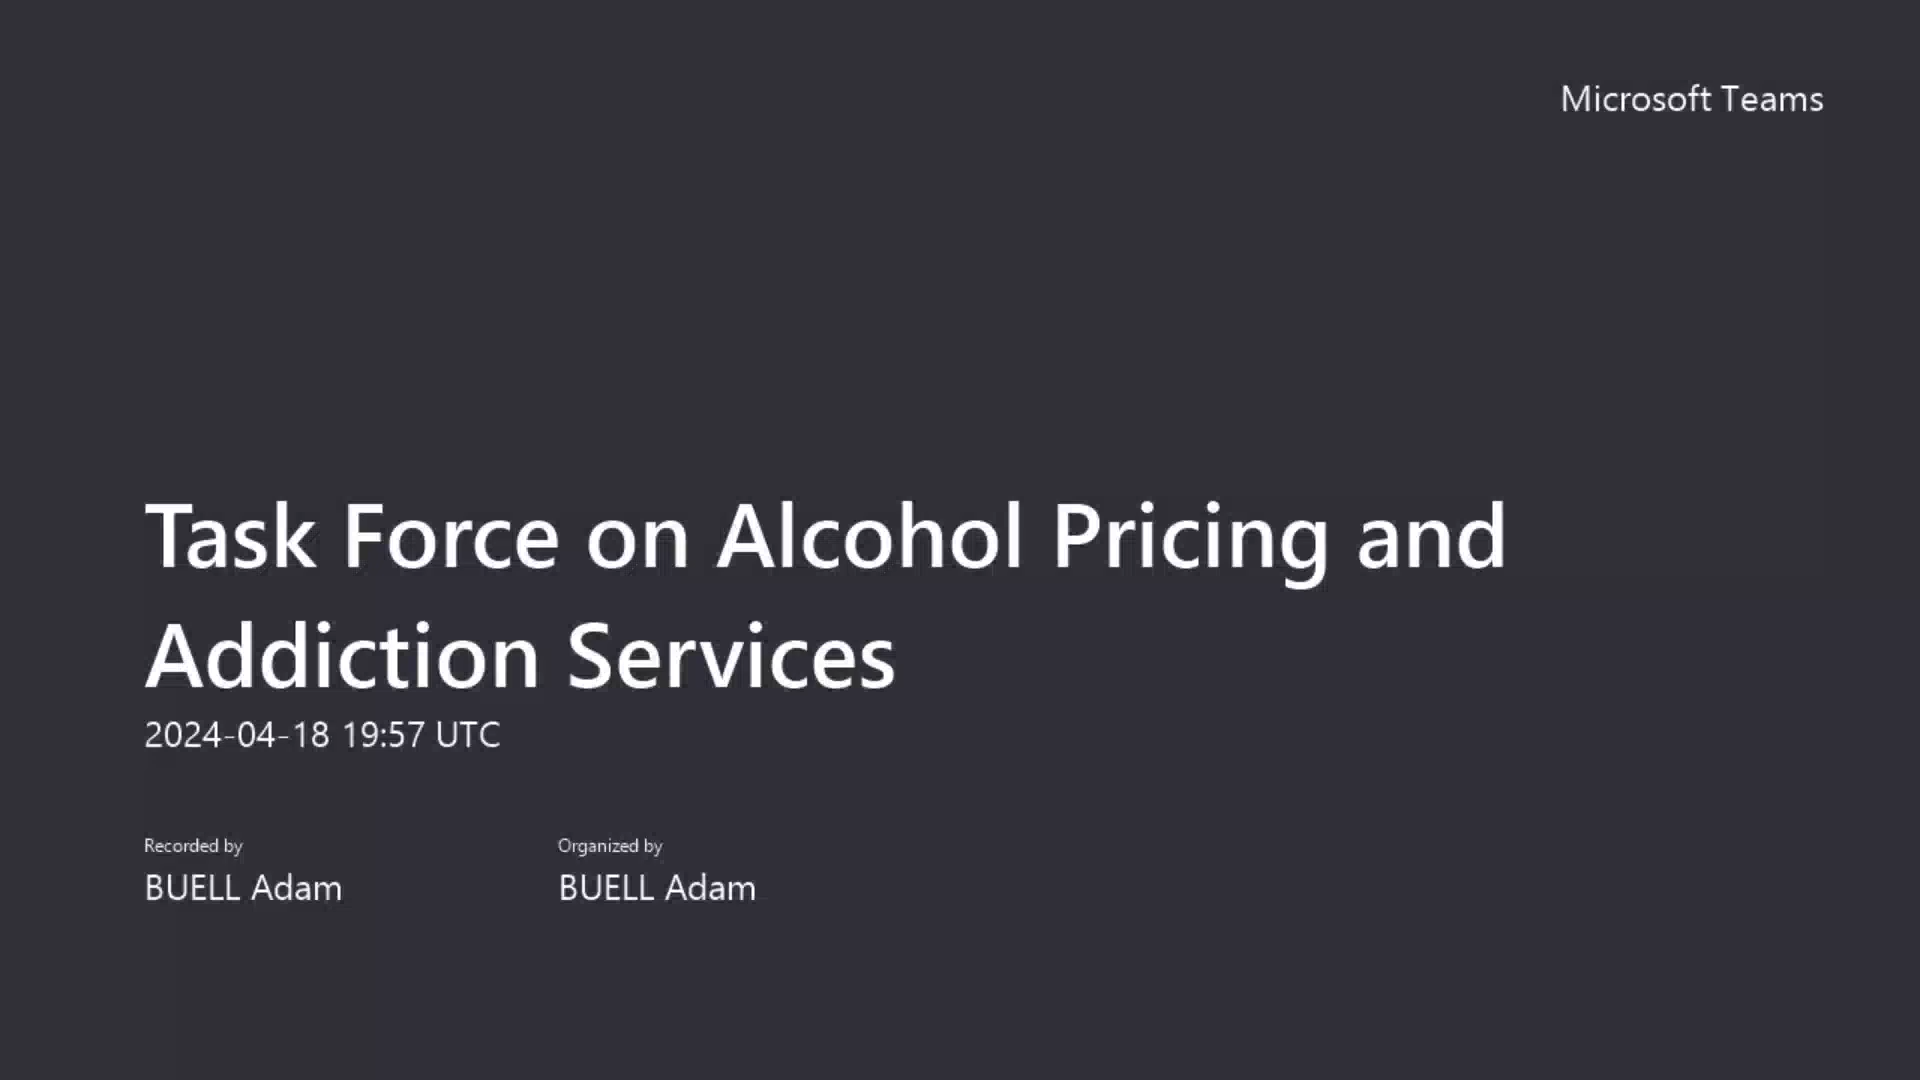 Microsoft Teams
Task Force on Alcohol Pricing and
Addiction Services
2024-04-18 19:57 UTC
Recorded by
Organized by
BUELL Adam
BUELL Adam